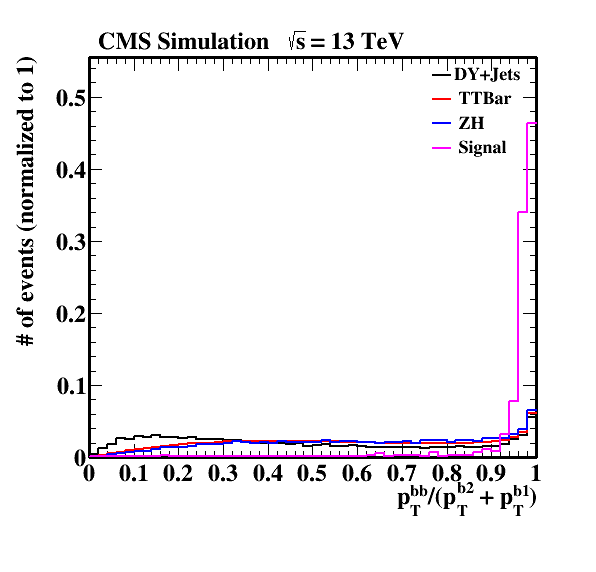 CMS Simulation √s = 13 TeV
DY+Jets
TTBar
ZH
Signal
# of events (normalized to 1)
0.5
0.4
0.3
0.2
0.1
0
0 0.1 0.2 0.3 0.4 0.5 0.6 0.7 0.8 0.9 1
p_T^bb/(p_T^b2 + p_T^b1)